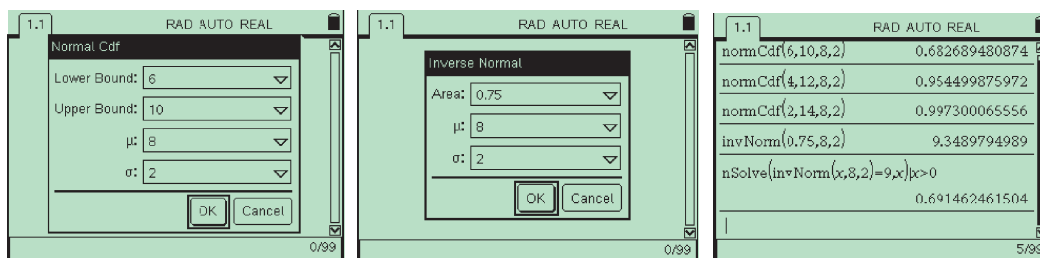 1.1 RAD AUTO REAL
Normal Cdf
Lower Bound: 6
Upper Bound: 10
μ: 8
σ: 2
OK Cancel
0/99
1.1 RAD AUTO REAL
Inverse Normal
Area: 0.75
μ: 8
σ: 2
OK Cancel
0/99
1.1 RAD AUTO REAL
normCdf(6,10,8,2) 0.682689480874
normCdf(4,12,8,2) 0.954499875972
normCdf(2,14,8,2) 0.997300065556
invNorm(0.75,8,2) 9.3489794989
nSolve(invNorm(x,8,2)=9,x)|x>0
0.691462461504
5/99